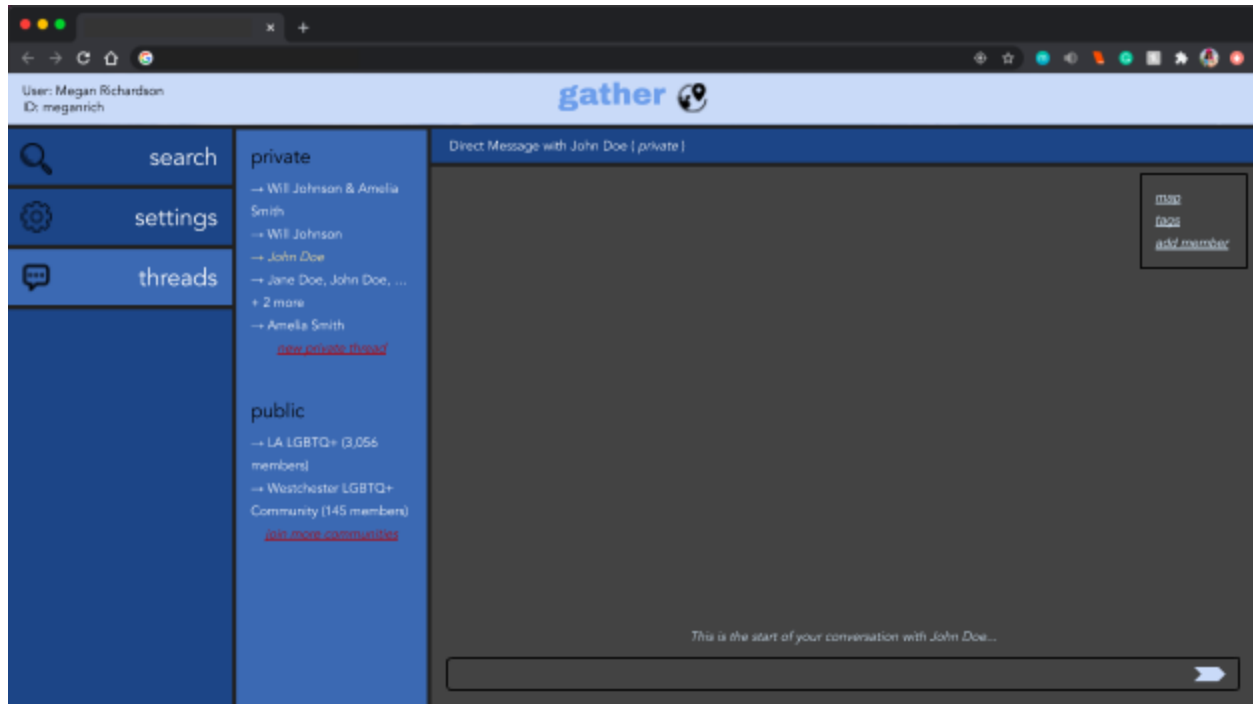 User: Megan Richardson
ID: meganrich
gather
search
settings
threads
private
→ Will Johnson & Amelia
Smith
→ Will Johnson
→ John Doe
→ Jane Doe, John Doe, ...
+ 2 more
→ Amelia Smith
new private thread
public
→ LA LGBTQ+ (3,056
members)
→ Westchester LGBTQ+
Community (145 members)
join more communities
Direct Message with John Doe | private |
map
tags
add member
This is the start of your conversation with John Doe...